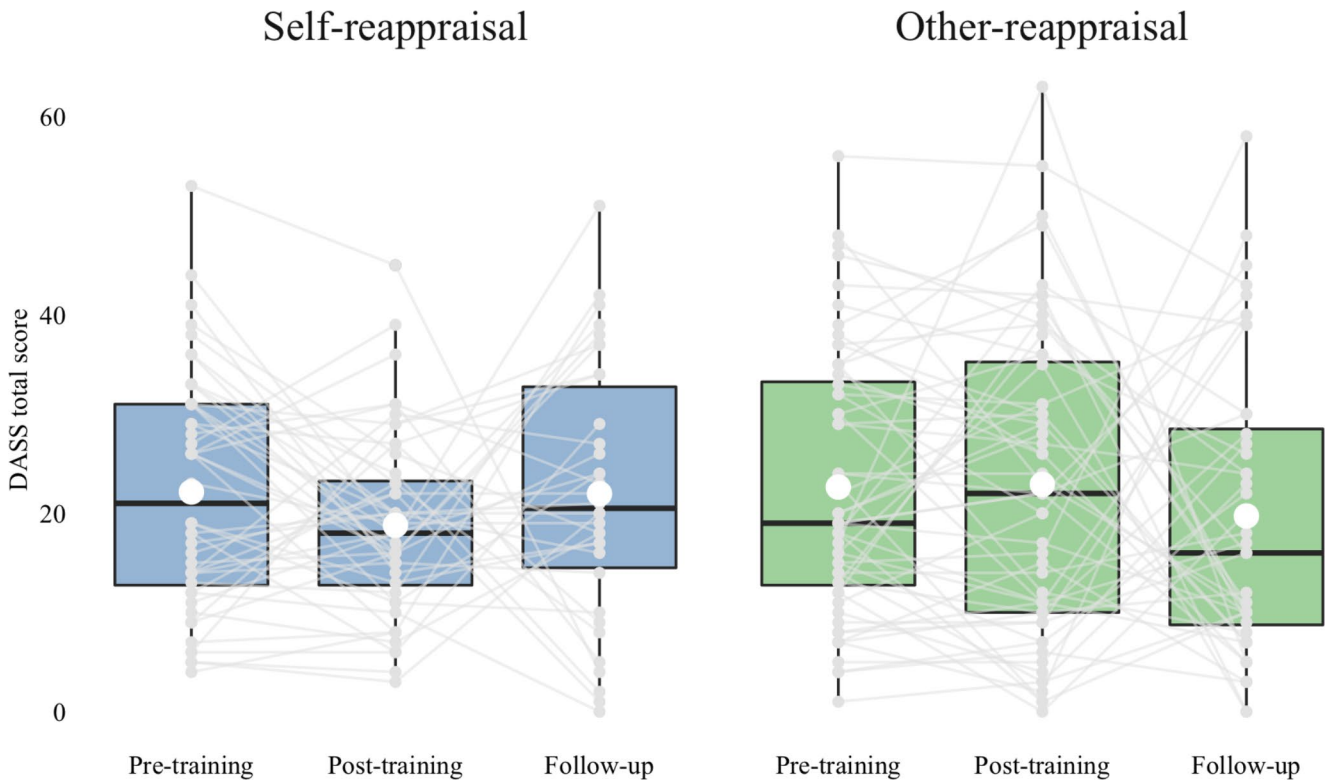 Self-reappraisal
Other-reappraisal
DASS total score
60
40
20
0
Pre-training
Post-training
Follow-up
Pre-training
Post-training
Follow-up